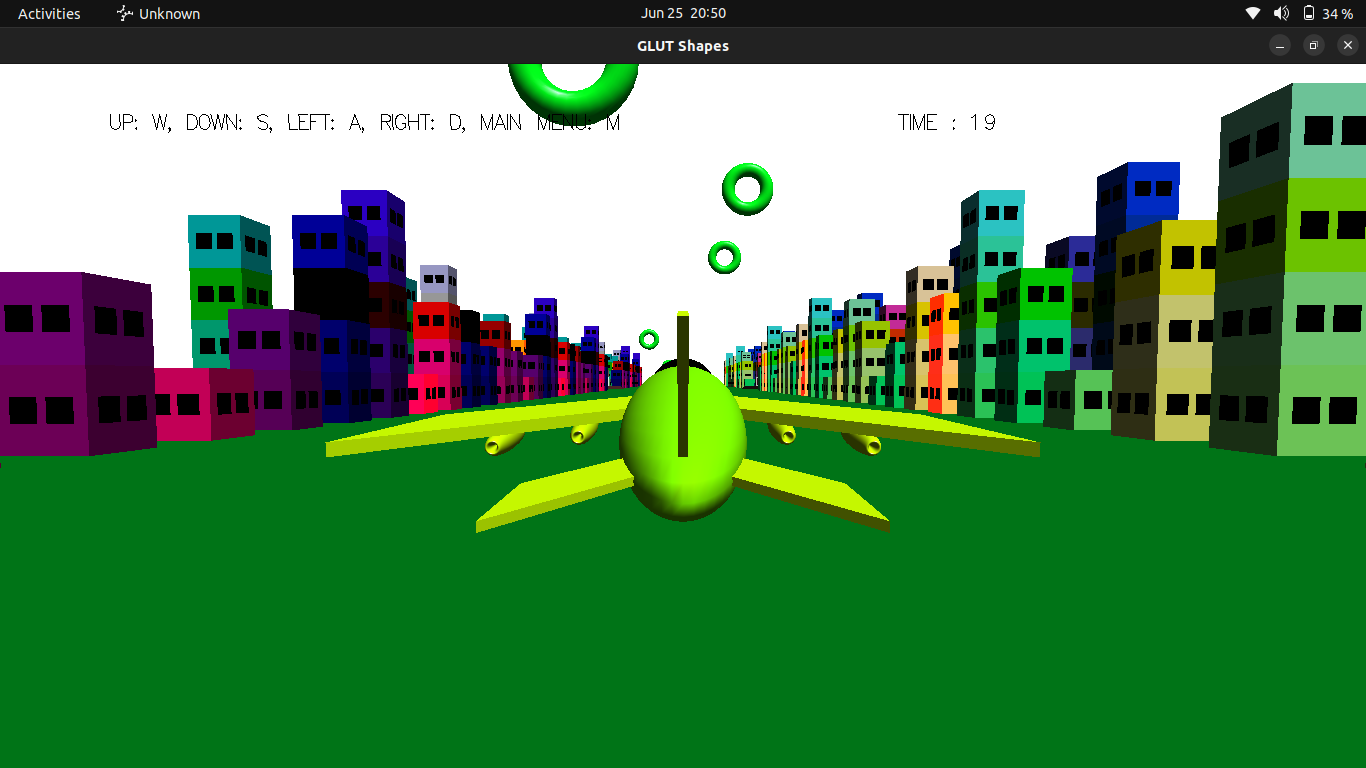 Activities Unknown Jun 25 20:50 34 %
GLUT Shapes
UP: W, DOWN: S, LEFT: A, RIGHT: D, MAIN MENU: M TIME : 19